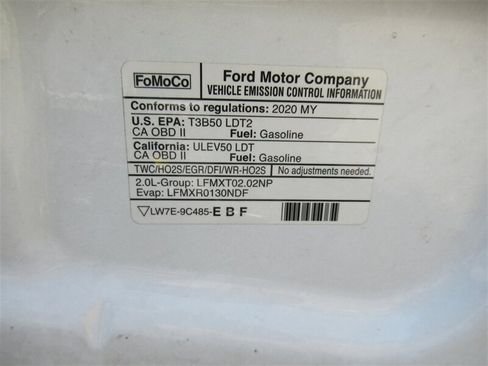 FoMoCo
Ford Motor Company
VEHICLE EMISSION CONTROL INFORMATION
Conforms to regulations: 2020 MY
U.S. EPA: T3B50 LDT2
CA OBD II Fuel: Gasoline
California: ULEV50 LDT
CA OBD II Fuel: Gasoline
TWC/HO2S/EGR/DFI/WR-HO2S No adjustments needed.
2.0L-Group: LFMXT02.02NP
Evap: LFMXR0130NDF
LW7E-9C485-EBF